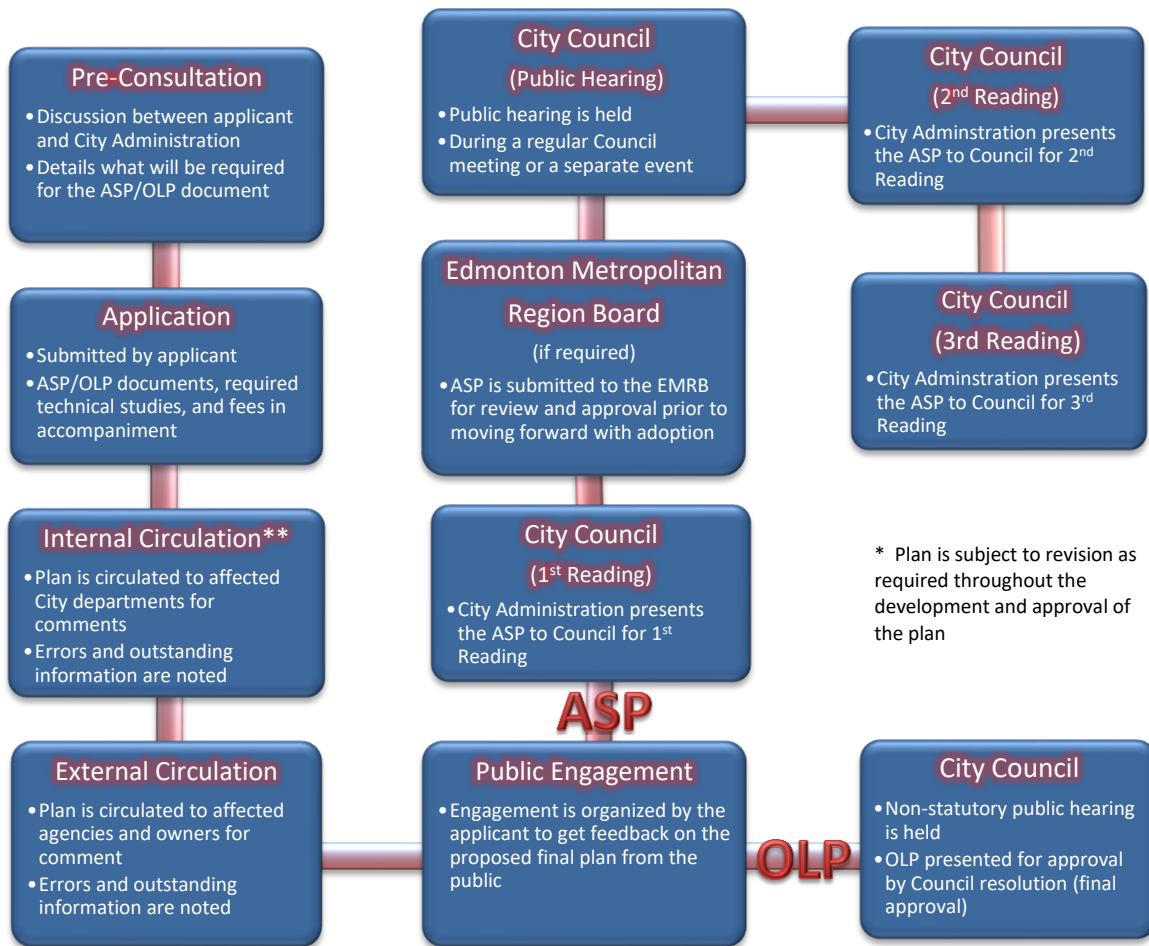 Pre-Consultation
• Discussion between applicant
and City Administration
• Details what will be required
for the ASP/OLP document
Application
• Submitted by applicant
• ASP/OLP documents, required
technical studies, and fees in
accompaniment
Internal Circulation**
• Plan is circulated to affected
City departments for
comments
• Errors and outstanding
information are noted
External Circulation
• Plan is circulated to affected
agencies and owners for
comment
• Errors and outstanding
information are noted
Public Engagement
• Engagement is organized by the
applicant to get feedback on the
proposed final plan from the
public
ASP
City Council
(1st Reading)
• City Administration presents
the ASP to Council for 1st
Reading
Edmonton Metropolitan
Region Board
(if required)
• ASP is submitted to the EMRB
for review and approval prior to
moving forward with adoption
City Council
(Public Hearing)
• Public hearing is held
• During a regular Council
meeting or a separate event
City Council
(2nd Reading)
• City Adminstration presents
the ASP to Council for 2nd
Reading
City Council
(3rd Reading)
• City Adminstration presents
the ASP to Council for 3rd
Reading
* Plan is subject to revision as
required throughout the
development and approval of
the plan
OLP
City Council
• Non-statutory public hearing
is held
• OLP presented for approval
by Council resolution (final
approval)